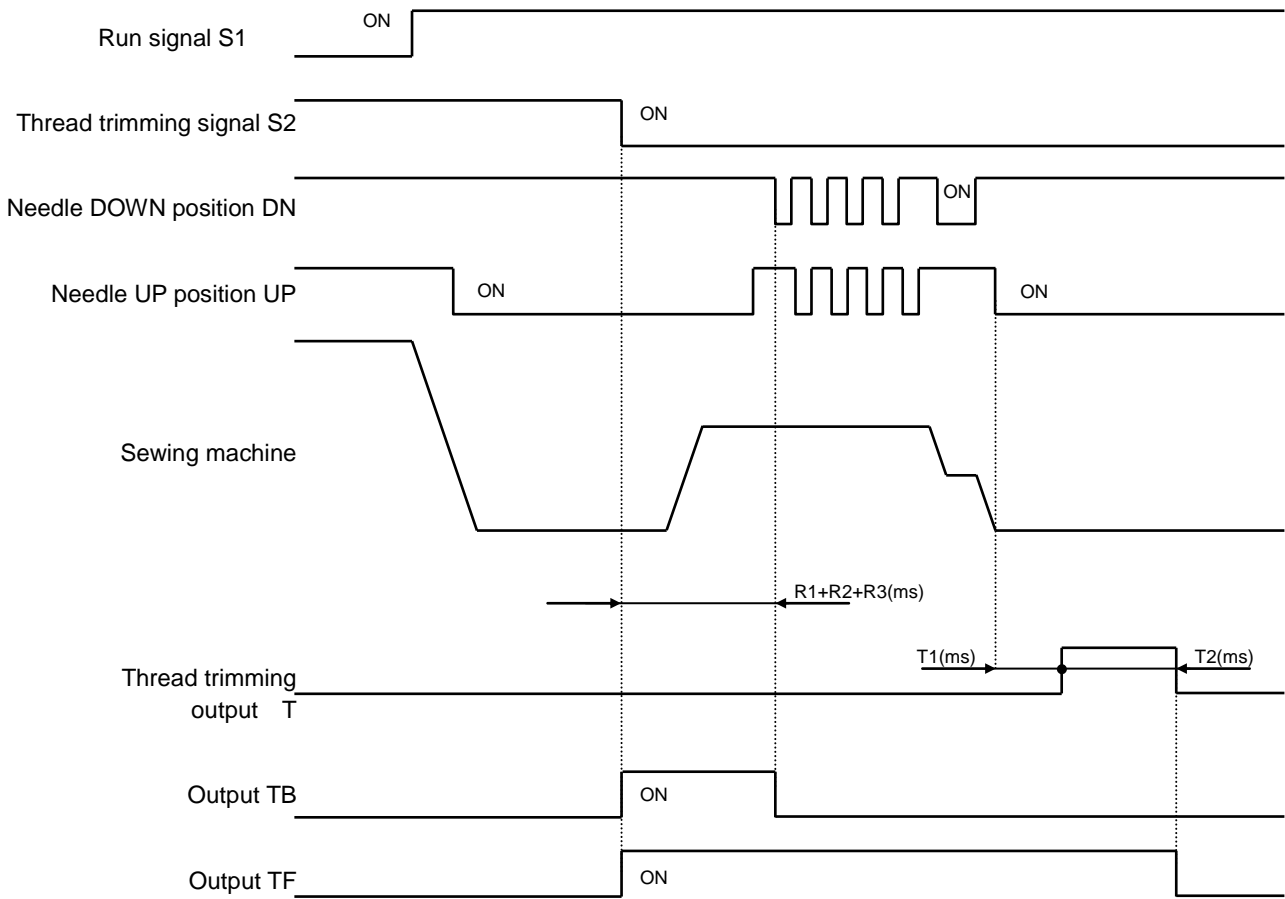 ON
Run signal S1
Thread trimming signal S2
ON
Needle DOWN position DN
ON
Needle UP position UP
ON
ON
Sewing machine
R1+R2+R3(ms)
T1(ms)
T2(ms)
Thread trimming
output T
Output TB
ON
Output TF
ON